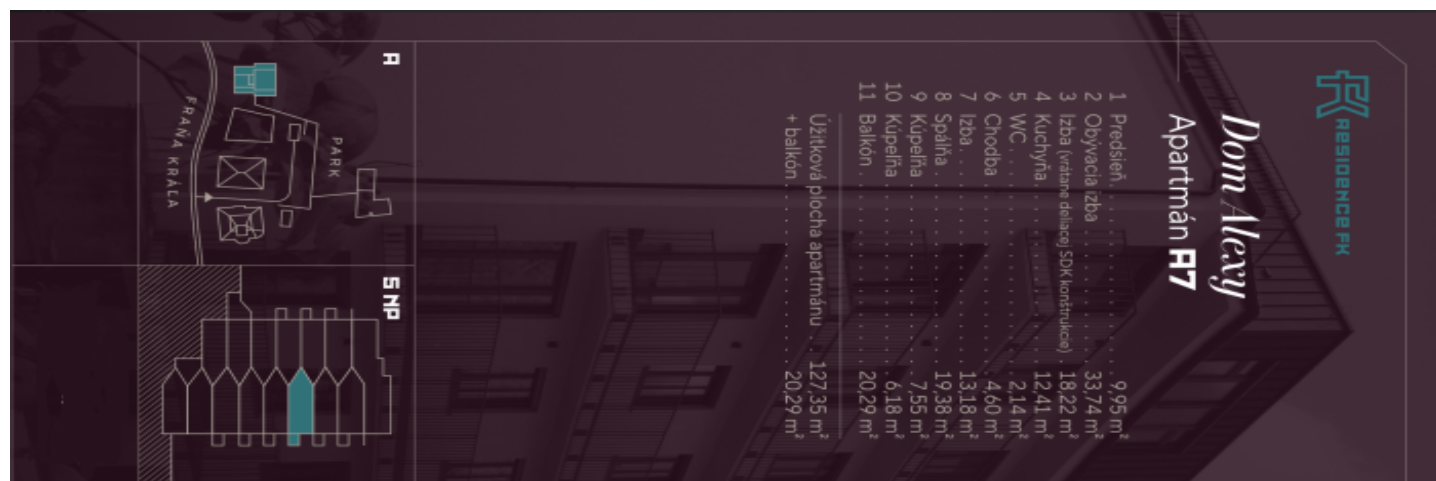 RESIDENCE FK
Dom Alexy
Apartmán A7
1 Predsieň 9,95 m²
2 Obývacia izba 33,74 m²
3 Izba (vrátane deliacej SDK konštrukcie) 18,22 m²
4 Kuchyňa 12,41 m²
5 WC 2,14 m²
6 Chodba 4,60 m²
7 Izba 13,18 m²
8 Spálňa 19,38 m²
9 Kúpeľňa 7,55 m²
10 Kúpeľňa 6,18 m²
11 Balkón 20,29 m²
Úžitková plocha apartmánu 127,35 m²
+ balkón 20,29 m²
A
PARK
FRAŇA KRÁĽA
5 NP